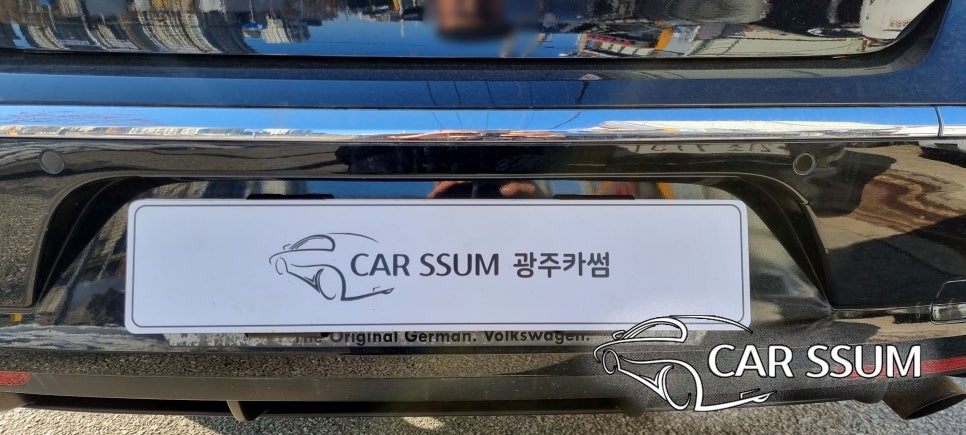 CAR SSUM 광주카썸
The Original German. Volkswagen.
CAR SSUM